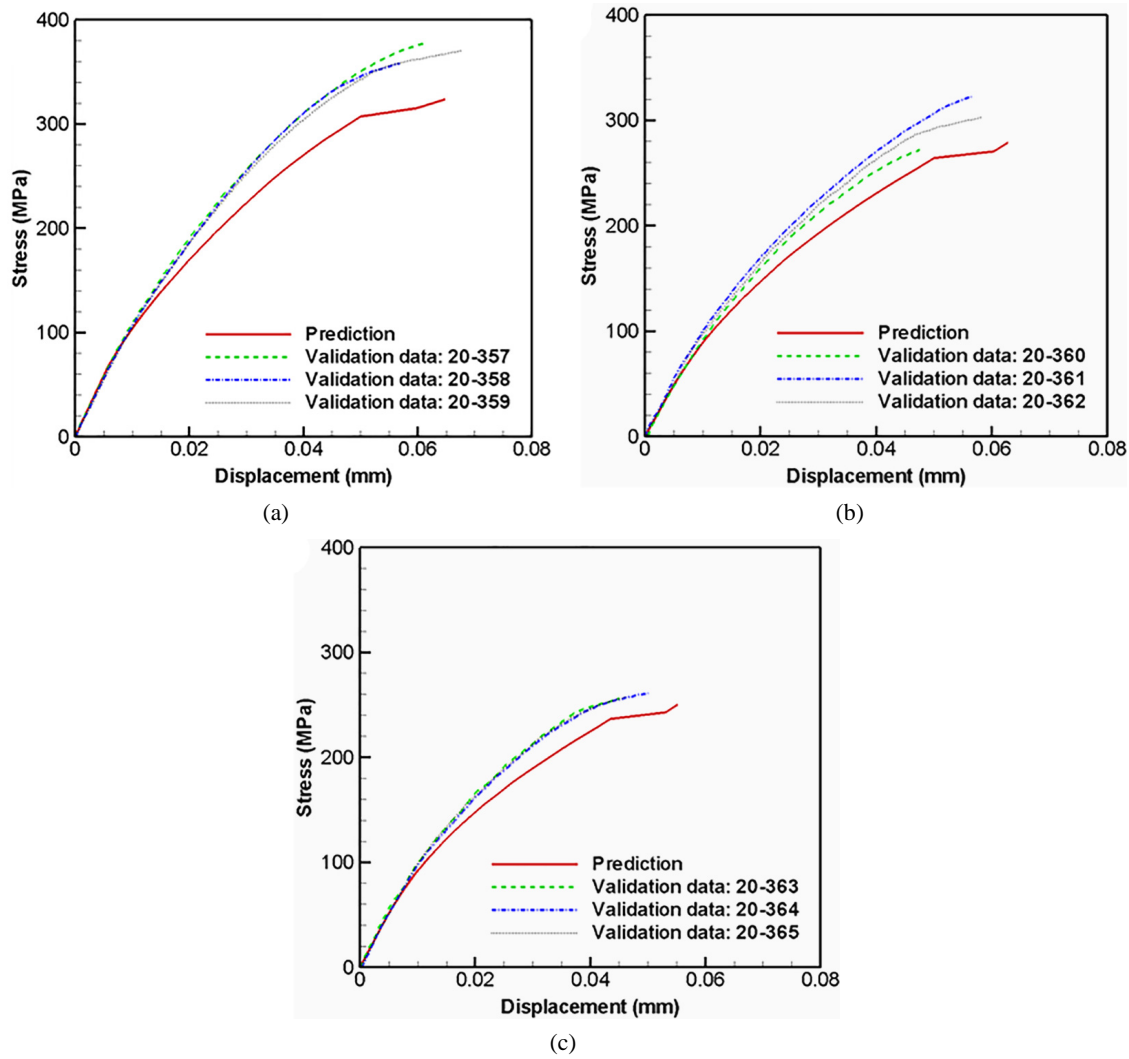 400
300
200
100
0
Stress (MPa)
Prediction
Validation data: 20-357
Validation data: 20-358
Validation data: 20-359
0 0.02 0.04 0.06 0.08
Displacement (mm)
(a)
400
300
200
100
0
Stress (MPa)
Prediction
Validation data: 20-360
Validation data: 20-361
Validation data: 20-362
0 0.02 0.04 0.06 0.08
Displacement (mm)
(b)
400
300
200
100
0
Stress (MPa)
Prediction
Validation data: 20-363
Validation data: 20-364
Validation data: 20-365
0 0.02 0.04 0.06 0.08
Displacement (mm)
(c)